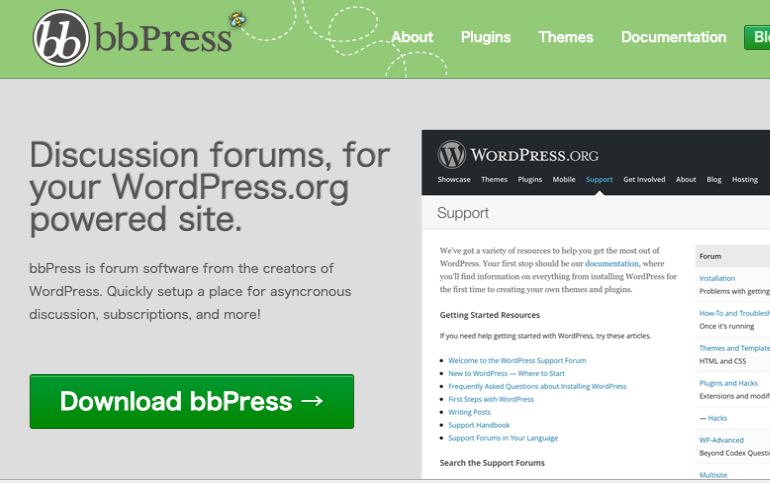 bb bbPress
About Plugins Themes Documentation
Discussion forums, for
your WordPress.org
powered site.
bbPress is forum software from the creators of
WordPress. Quickly setup a place for asyncronous
discussion, subscriptions, and more!
Download bbPress →
WORDPRESS.ORG
Showcase Themes Plugins Mobile Support Get Involved About Blog Hosting
Support
We've got a variety of resources to help you get the most out of
WordPress. Your first stop should be our documentation, where
you'll find information on everything from installing WordPress for
the first time to creating your own themes and plugins.
Getting Started Resources
If you need help getting started with WordPress, try these articles.
Welcome to the WordPress Support Forum
New to WordPress — Where to Start
Frequently Asked Questions about Installing WordPress
First Steps with WordPress
Writing Posts
Support Handbook
Support Forums in Your Language
Search the Support Forums
Forum
Installation
Problems with getting
How-To and Troublesh
Once it's running
Themes and Template
HTML and CSS
Plugins and Hacks
Extensions and modif
— Hacks
WP-Advanced
Beyond Codex Questi
Multisite